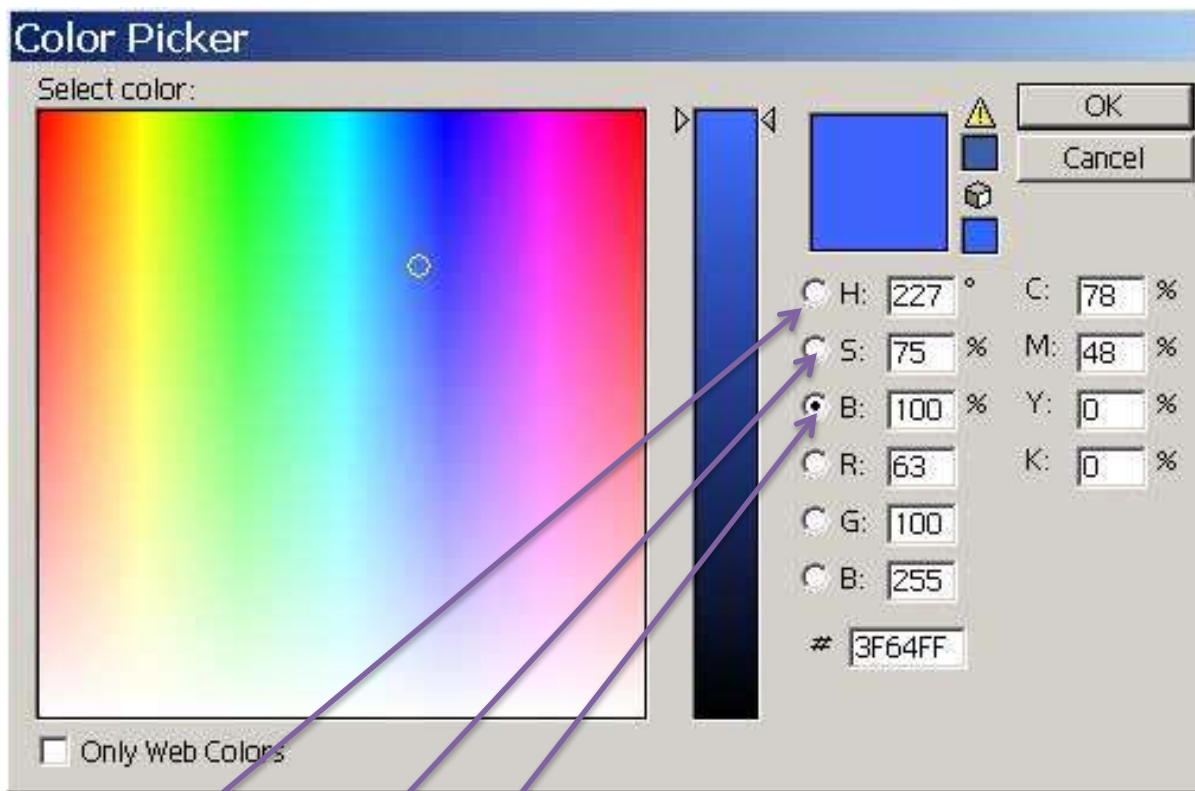 Color Picker
Select color:
OK
Cancel
H: 227 ° C: 78 %
S: 75 % M: 48 %
B: 100 % Y: 0 %
R: 63 K: 0 %
G: 100
B: 255
# 3F64FF
Only Web Colors